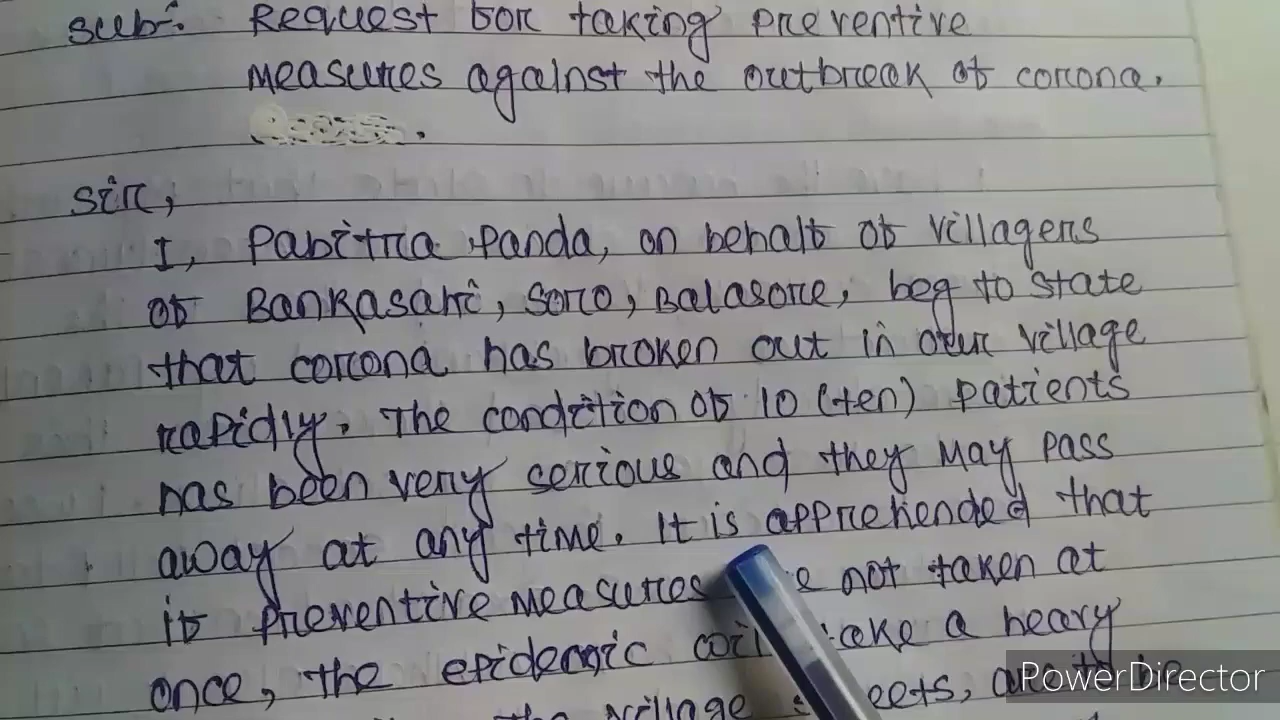 Sub:- Request for taking preventive
measures against the outbreak of corona.
Sir,
I, Pabitra Panda, on behalf of villagers
of Bankasahi, Soro, Balasore, beg to state
that corona has broken out in our village
rapidly. The condition of 10 (ten) patients
has been very serious and they may pass
away at any time. It is apprehended that
if preventive measures not taken at
once, the epidemic take a heavy
the village
PowerDirector